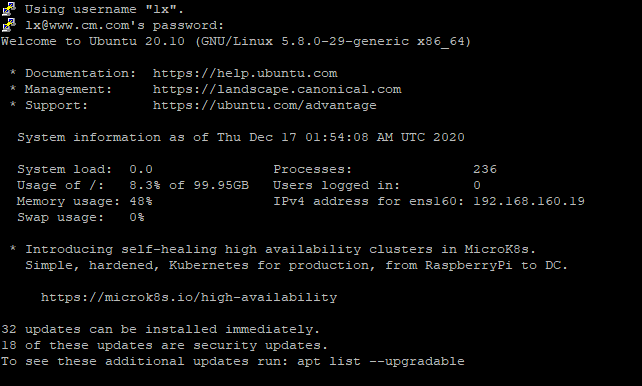 Using username "lx".
lx@www.cm.com's password:
Welcome to Ubuntu 20.10 (GNU/Linux 5.8.0-29-generic x86_64)
* Documentation:  https://help.ubuntu.com
* Management:     https://landscape.canonical.com
* Support:        https://ubuntu.com/advantage
System information as of Thu Dec 17 01:54:08 AM UTC 2020
System load:  0.0               Processes:               236
Usage of /:   8.3% of 99.95GB   Users logged in:         0
Memory usage: 48%               IPv4 address for ens160: 192.168.160.19
Swap usage:   0%
* Introducing self-healing high availability clusters in MicroK8s.
Simple, hardened, Kubernetes for production, from RaspberryPi to DC.
https://microk8s.io/high-availability
32 updates can be installed immediately.
18 of these updates are security updates.
To see these additional updates run: apt list --upgradable